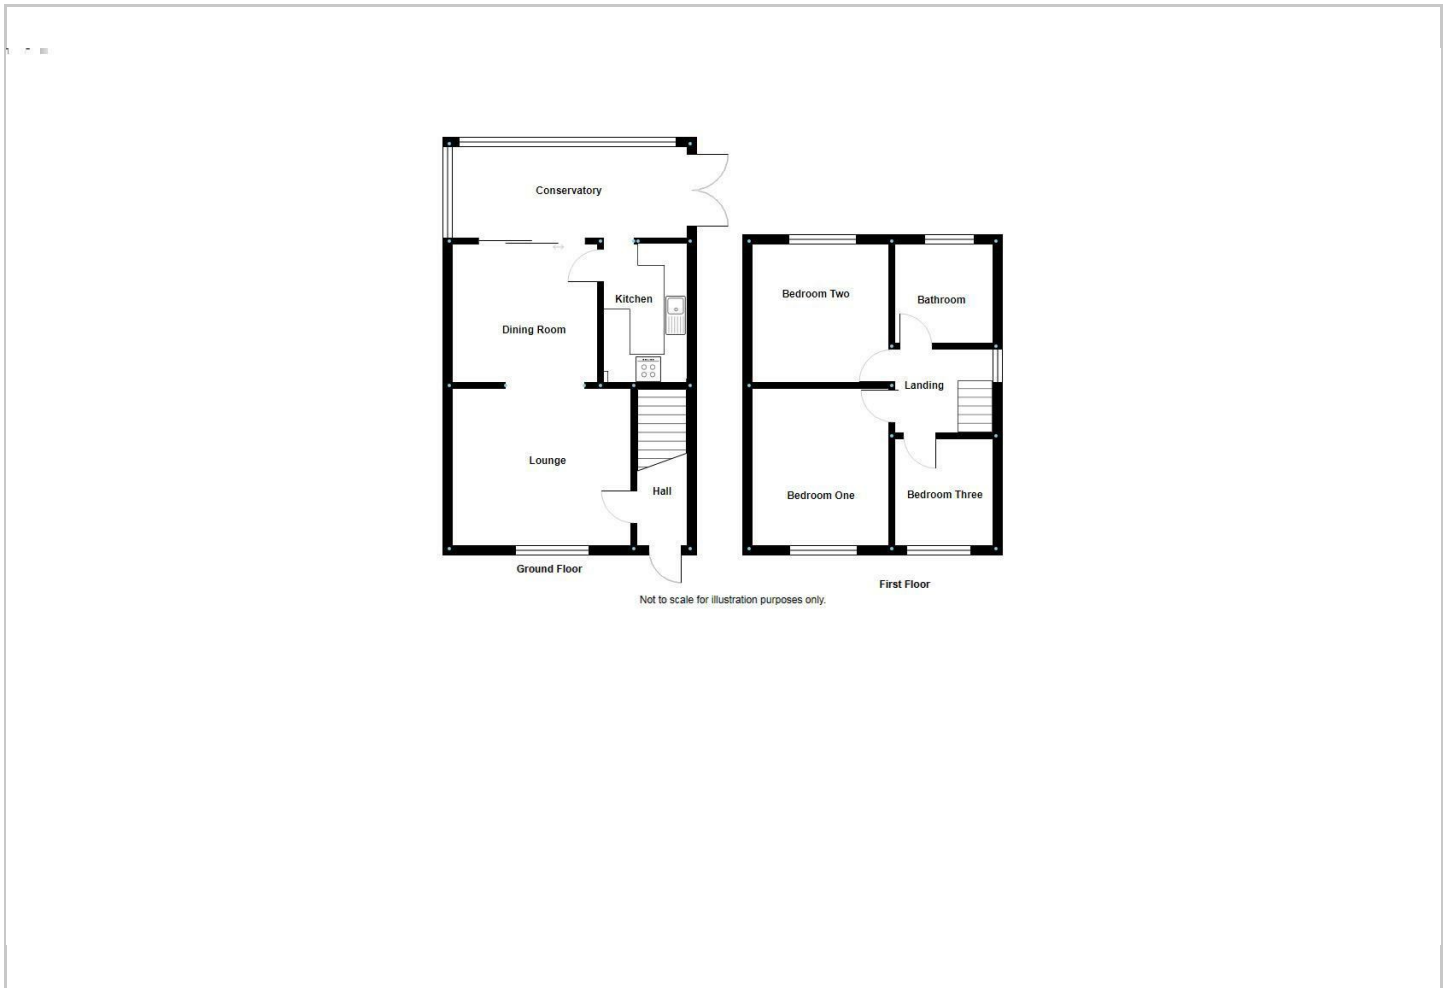 Conservatory
Kitchen
Dining Room
Lounge
Hall
Ground Floor
Bedroom Two
Bathroom
Landing
Bedroom One
Bedroom Three
First Floor
Not to scale for illustration purposes only.